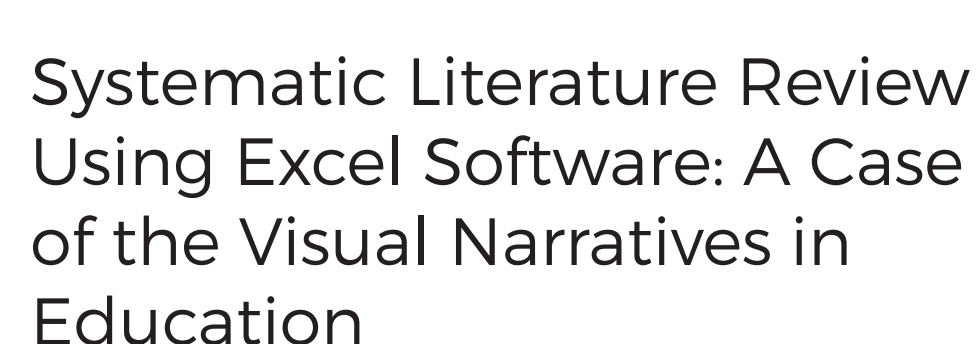 Systematic Literature Review
Using Excel Software: A Case
of the Visual Narratives in
Education